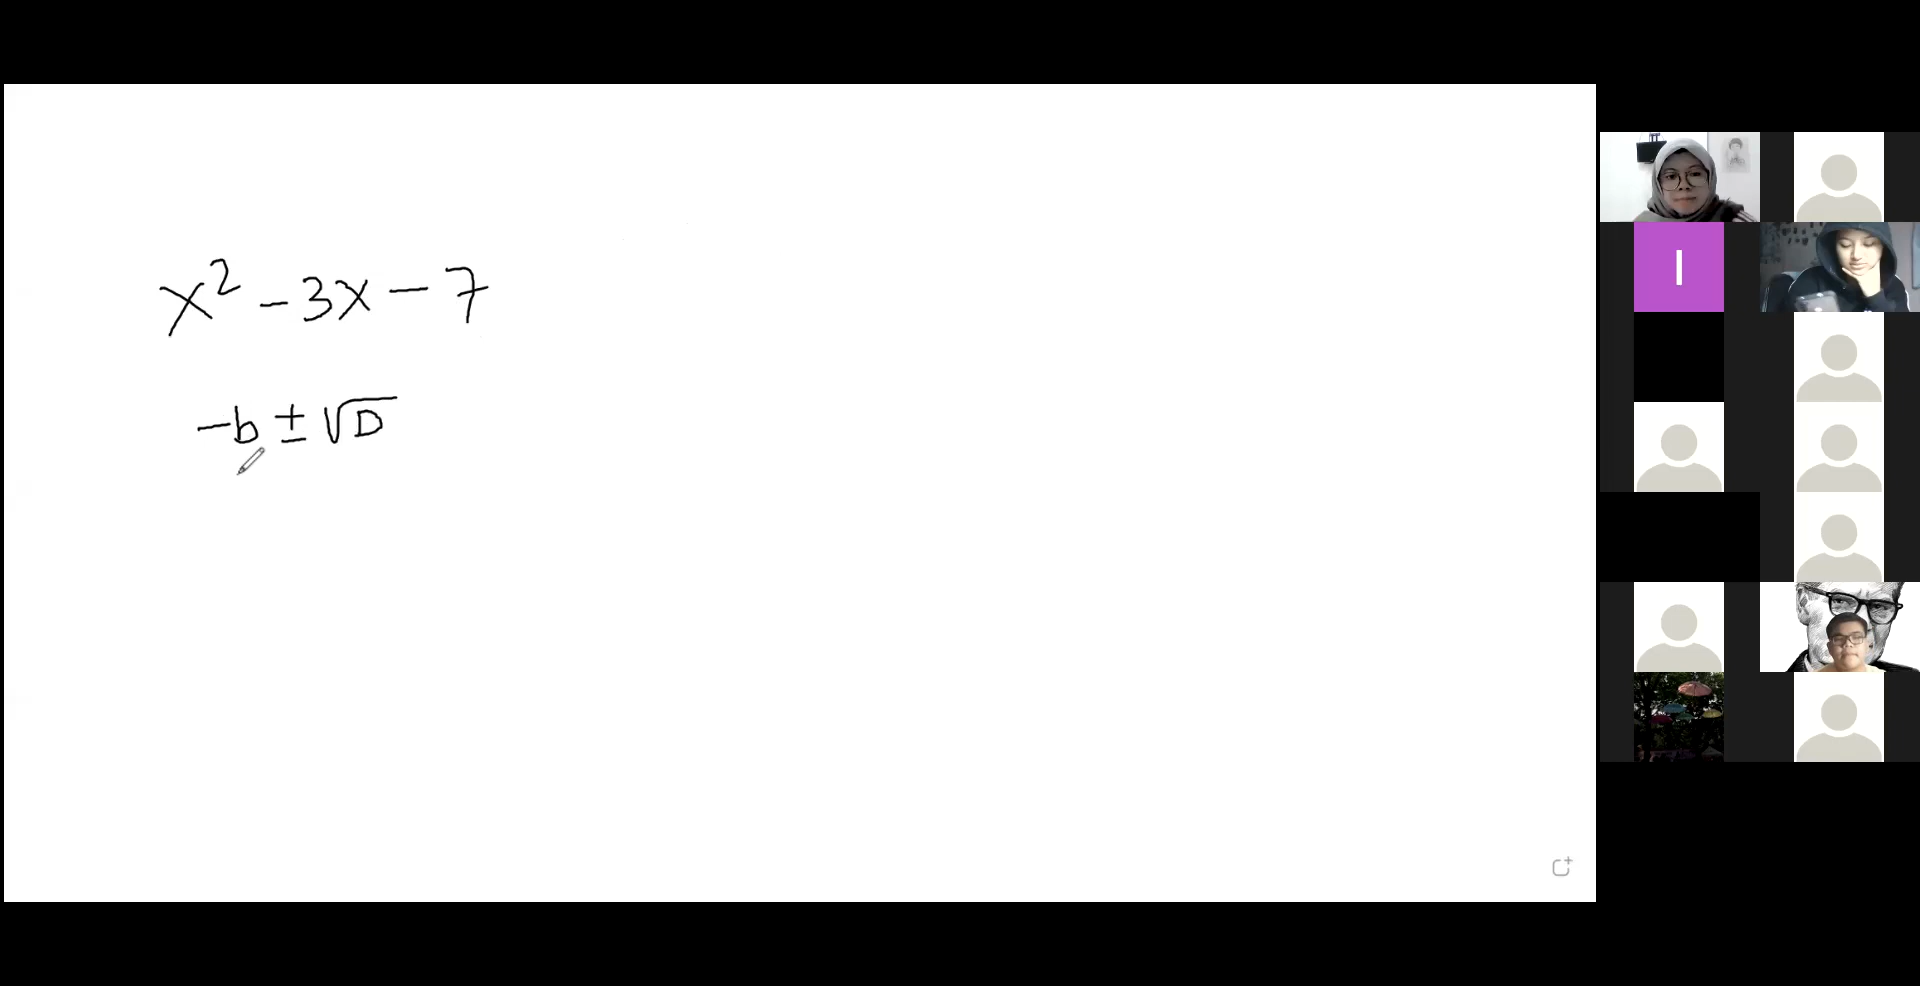 x² - 3x - 7
-b ± √D
I